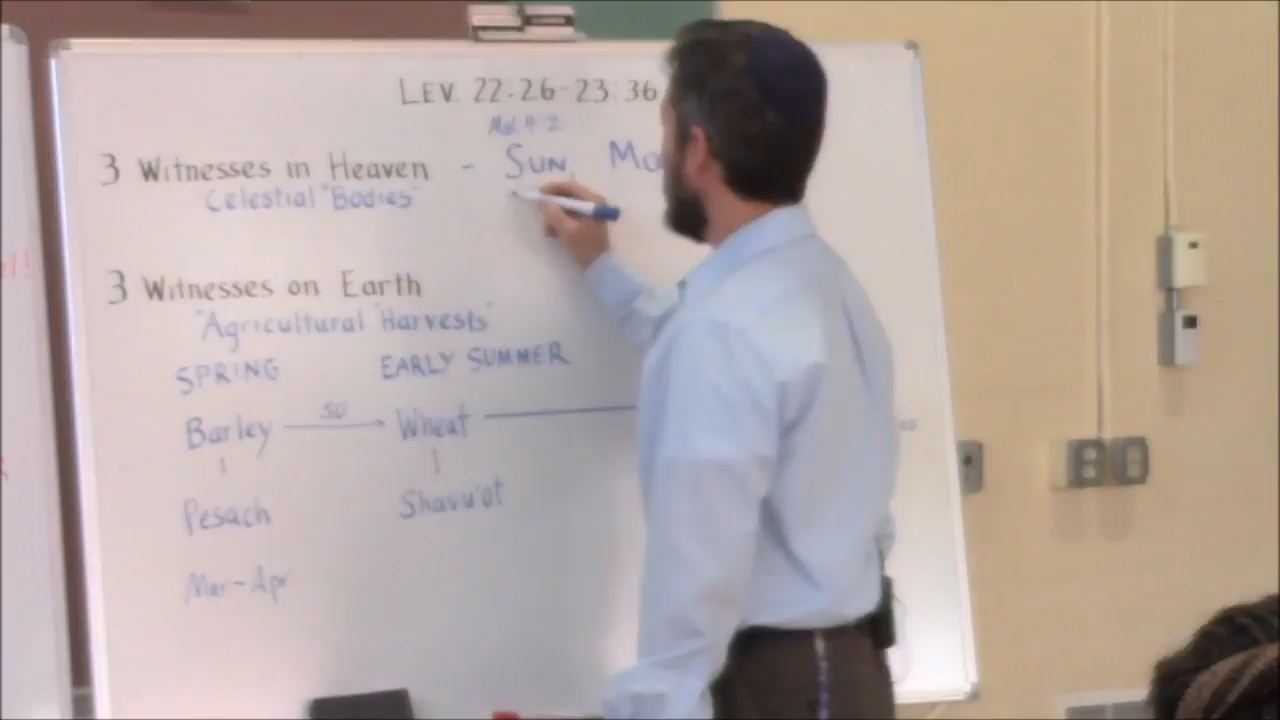 LEV. 22:26-23:36
Mal. 4:2
3 Witnesses in Heaven - Sun, Mo
Celestial "Bodies"
3 Witnesses on Earth
"Agricultural Harvests"
SPRING EARLY SUMMER
Barley 50 Wheat
Pesach Shavu'ot
Mar-Apr